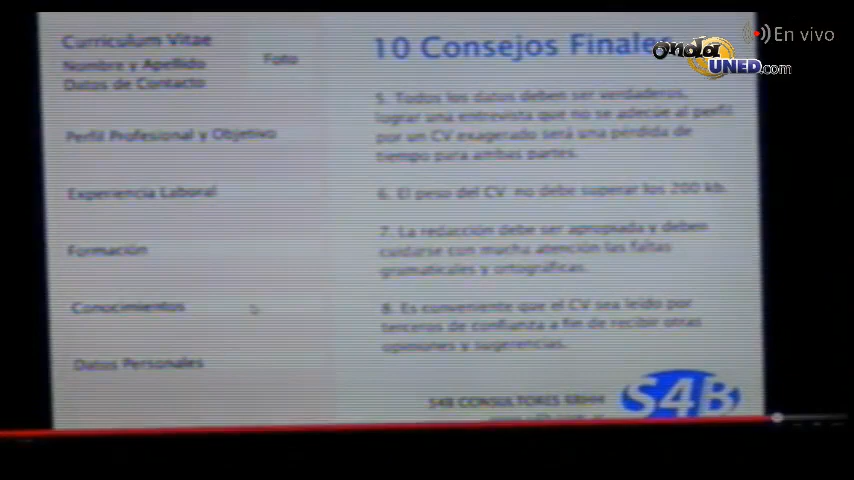 Curriculum Vitae
Nombre y Apellido
Foto
Datos de Contacto
Perfil Profesional y Objetivo
Experiencia Laboral
Formación
Conocimientos
Datos Personales
10 Consejos Finales
5. Todos los datos deben ser verdaderos,
lograr una entrevista que no se adecúe al perfil
por un CV exagerado será una pérdida de
tiempo para ambas partes.
6. El peso del CV no debe superar los 200 kb.
7. La redacción debe ser apropiada y deben
cuidarse con mucha atención las faltas
gramaticales y ortográficas.
8. Es conveniente que el CV sea leído por
terceros de confianza a fin de recibir otras
opiniones y sugerencias.
S4B CONSULTORES RRHH
S4B
onda
UNED.com
En vivo